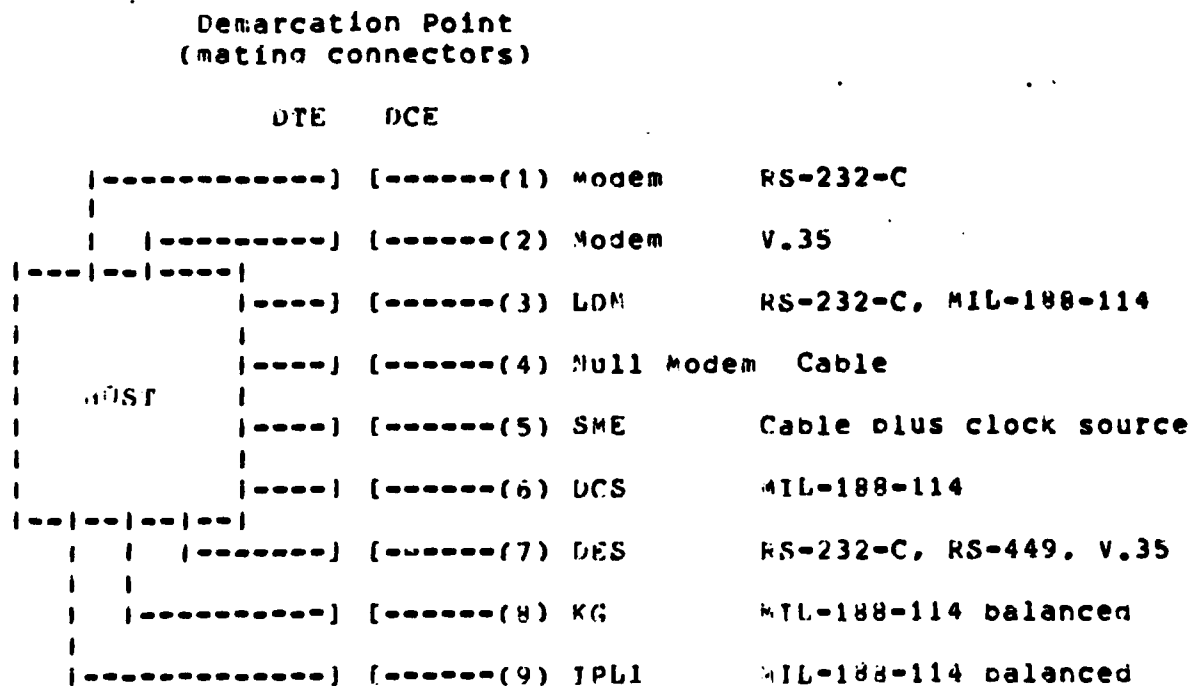 Demarcation Point
(mating connectors)
DTE DCE
|------------] [------(1) Modem RS-232-C
| |---------] [------(2) Modem V.35
|----] [------(3) LDM RS-232-C, MIL-188-114
|----] [------(4) Null Modem Cable
HOST
|----] [------(5) SME Cable plus clock source
|----] [------(6) DCS MIL-188-114
|-------] [------(7) DES RS-232-C, RS-449, V.35
|----------] [------(8) KG MIL-188-114 balanced
|-------------] [------(9) IPLI MIL-188-114 balanced